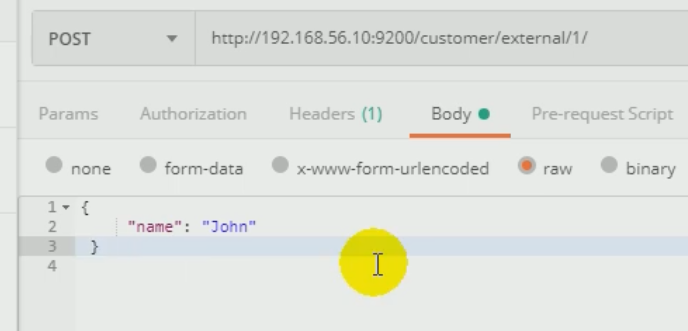 POST http://192.168.56.10:9200/customer/external/1/
Params Authorization Headers (1) Body Pre-request Script
none form-data x-www-form-urlencoded raw binary
1 {
2 "name": "John"
3 }
4